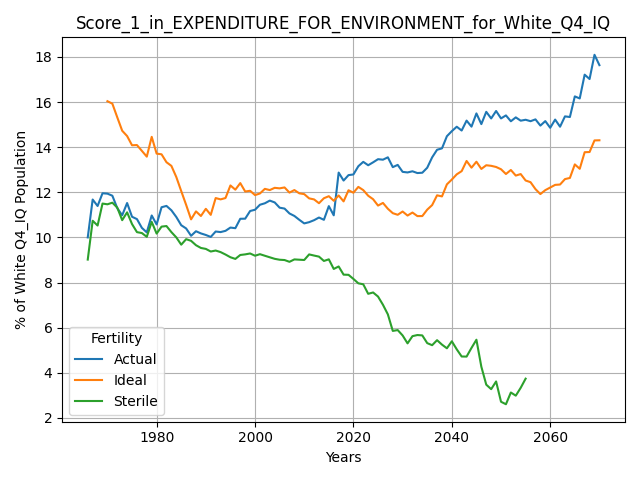 Score_1_in_EXPENDITURE_FOR_ENVIRONMENT_for_White_Q4_IQ
18
16
14
12
10
8
6
4
2
% of White Q4_IQ Population
Fertility
Actual
Ideal
Sterile
1980 2000 2020 2040 2060
Years